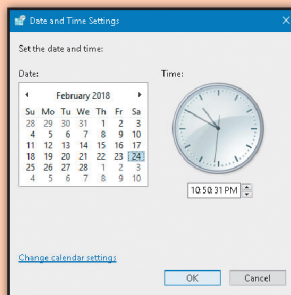 Date and Time Settings
Set the date and time:
Date:
Time:
February 2018
Su Mo Tu We Th Fr Sa
28 29 30 31 1 2 3
4 5 6 7 8 9 10
11 12 13 14 15 16 17
18 19 20 21 22 23 24
25 26 27 28 1 2 3
4 5 6 7 8 9 10
10:50:31 PM
Change calendar settings
OK
Cancel